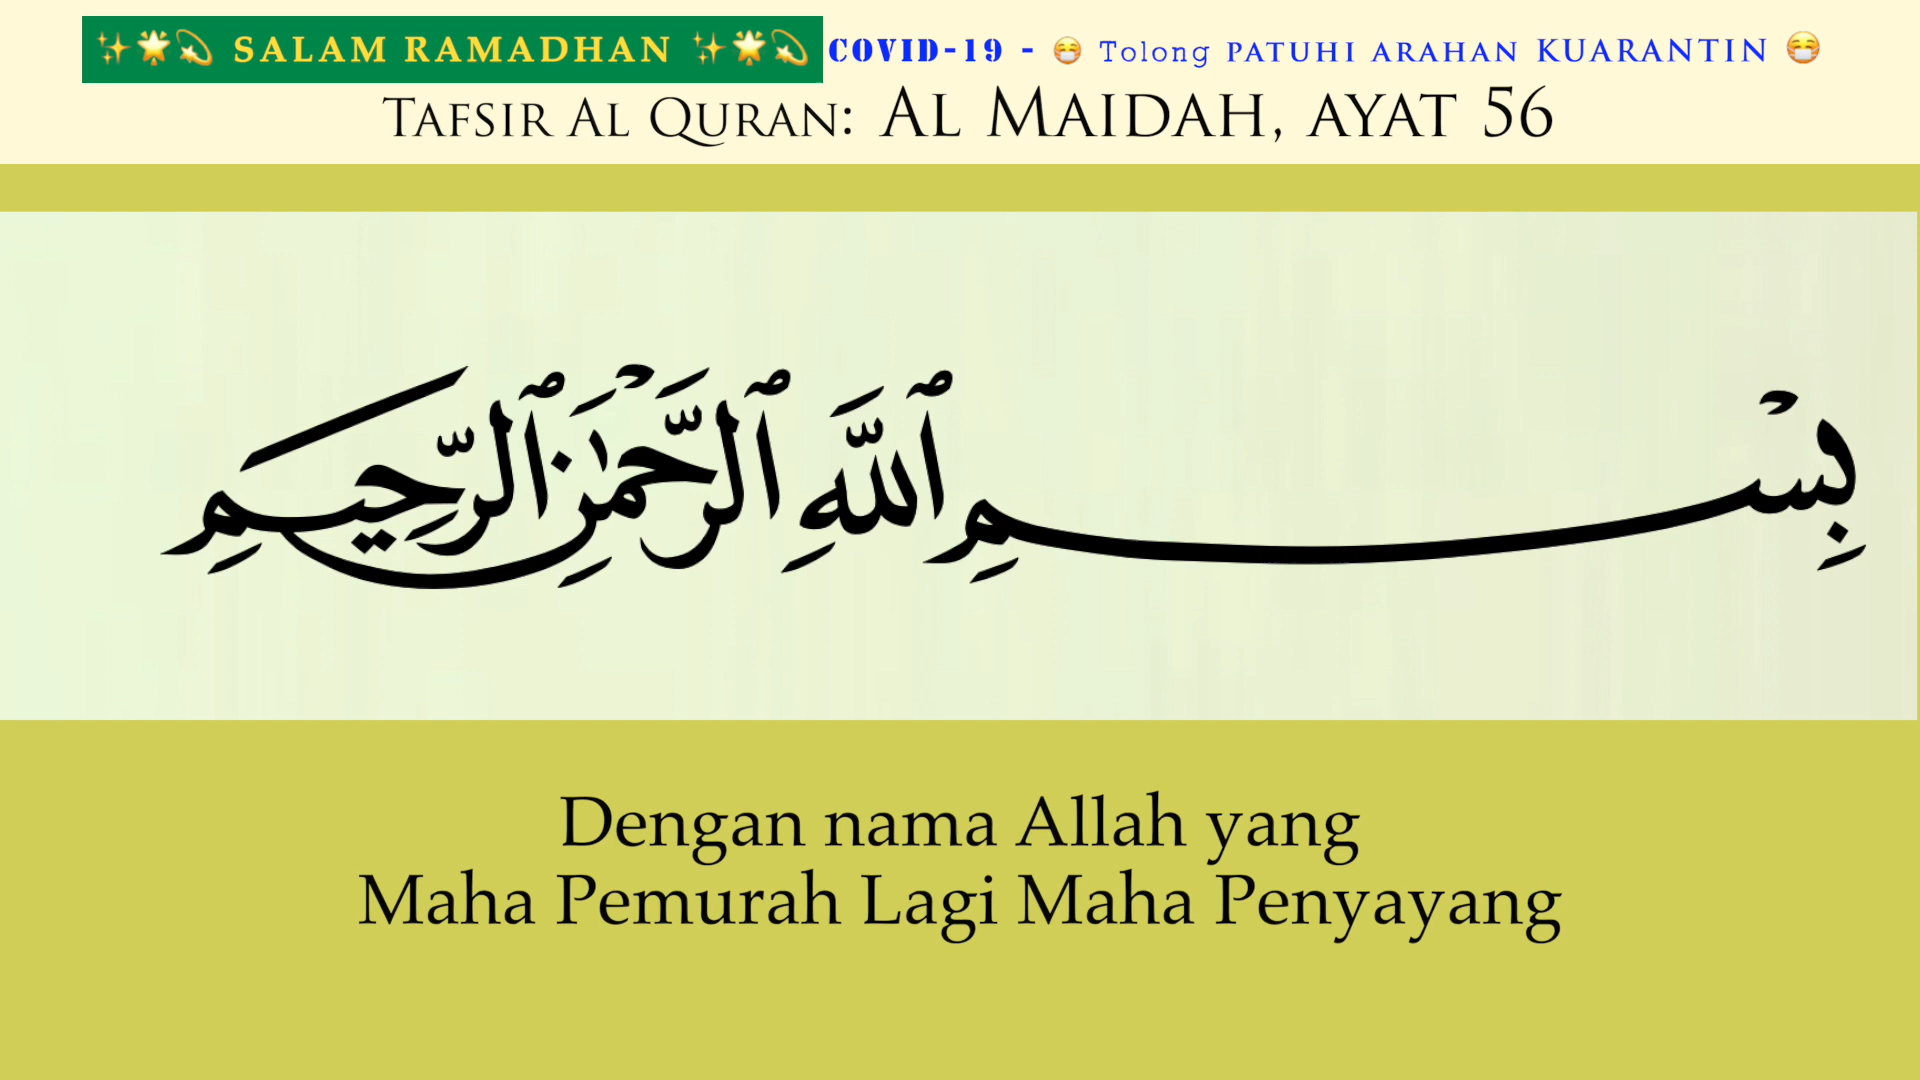 ✨🌟💫 SALAM RAMADHAN ✨🌟💫 COVID-19 - 😷 Tolong PATUHI ARAHAN KUARANTIN 😷
TAFSIR AL QURAN: AL MAIDAH, AYAT 56
بِسْمِ ٱللَّهِ ٱلرَّحْمَٰنِ ٱلرَّحِيمِ
Dengan nama Allah yang
Maha Pemurah Lagi Maha Penyayang